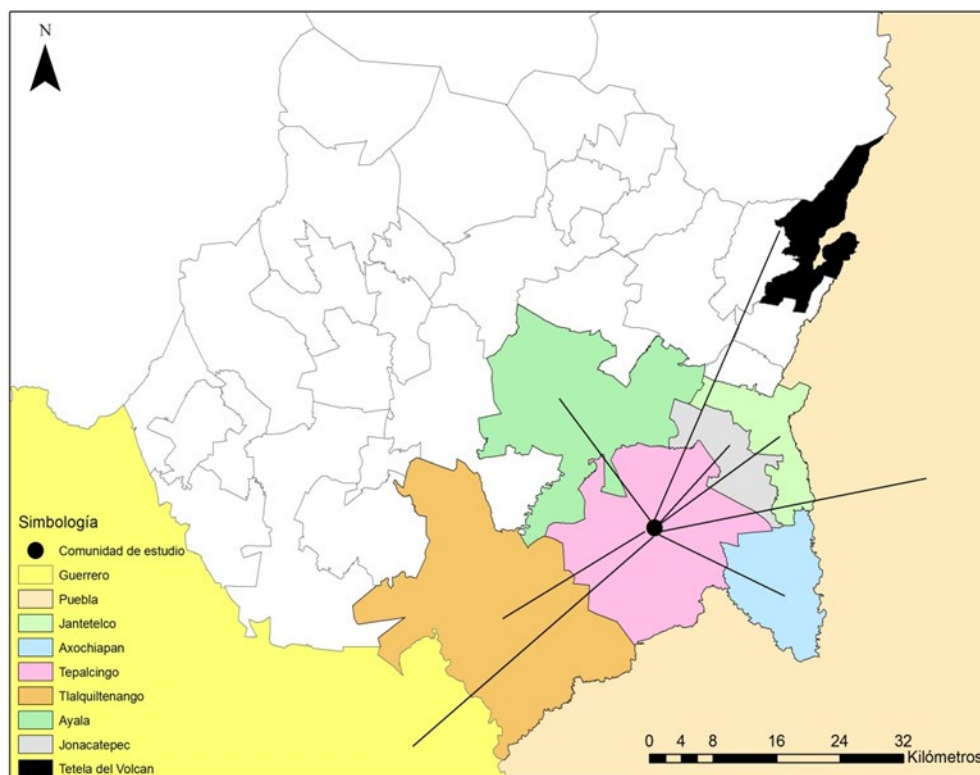 N
Simbología
Comunidad de estudio
Guerrero
Puebla
Jantetelco
Axochiapan
Tepalcingo
Tlalquiltenango
Ayala
Jonacatepec
Tetela del Volcan
0 4 8 16 24 32
Kilómetros